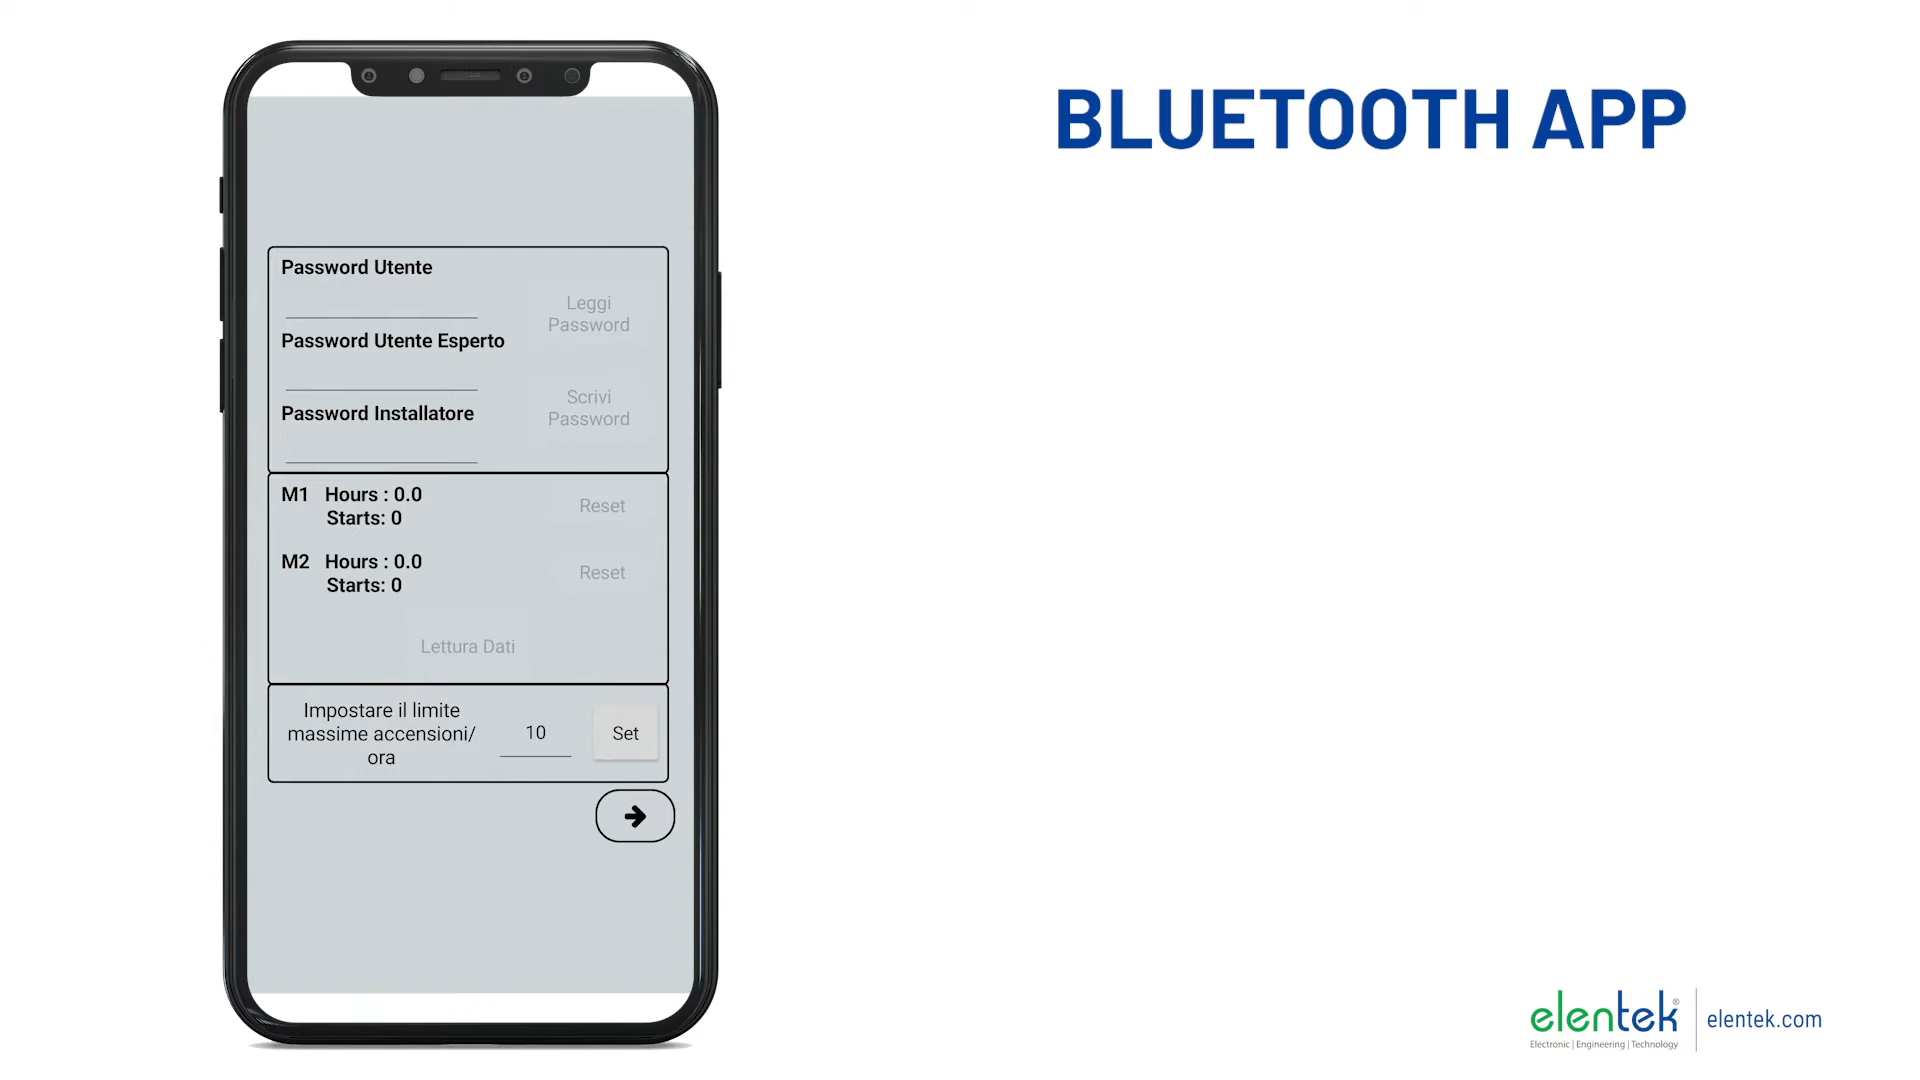 BLUETOOTH APP
Password Utente
Leggi
Password
Password Utente Esperto
Scrivi
Password
Password Installatore
M1 Hours : 0.0
Starts: 0
Reset
M2 Hours : 0.0
Starts: 0
Reset
Lettura Dati
Impostare il limite
massime accensioni/
ora
10
Set
elentek®
Electronic | Engineering | Technology
elentek.com